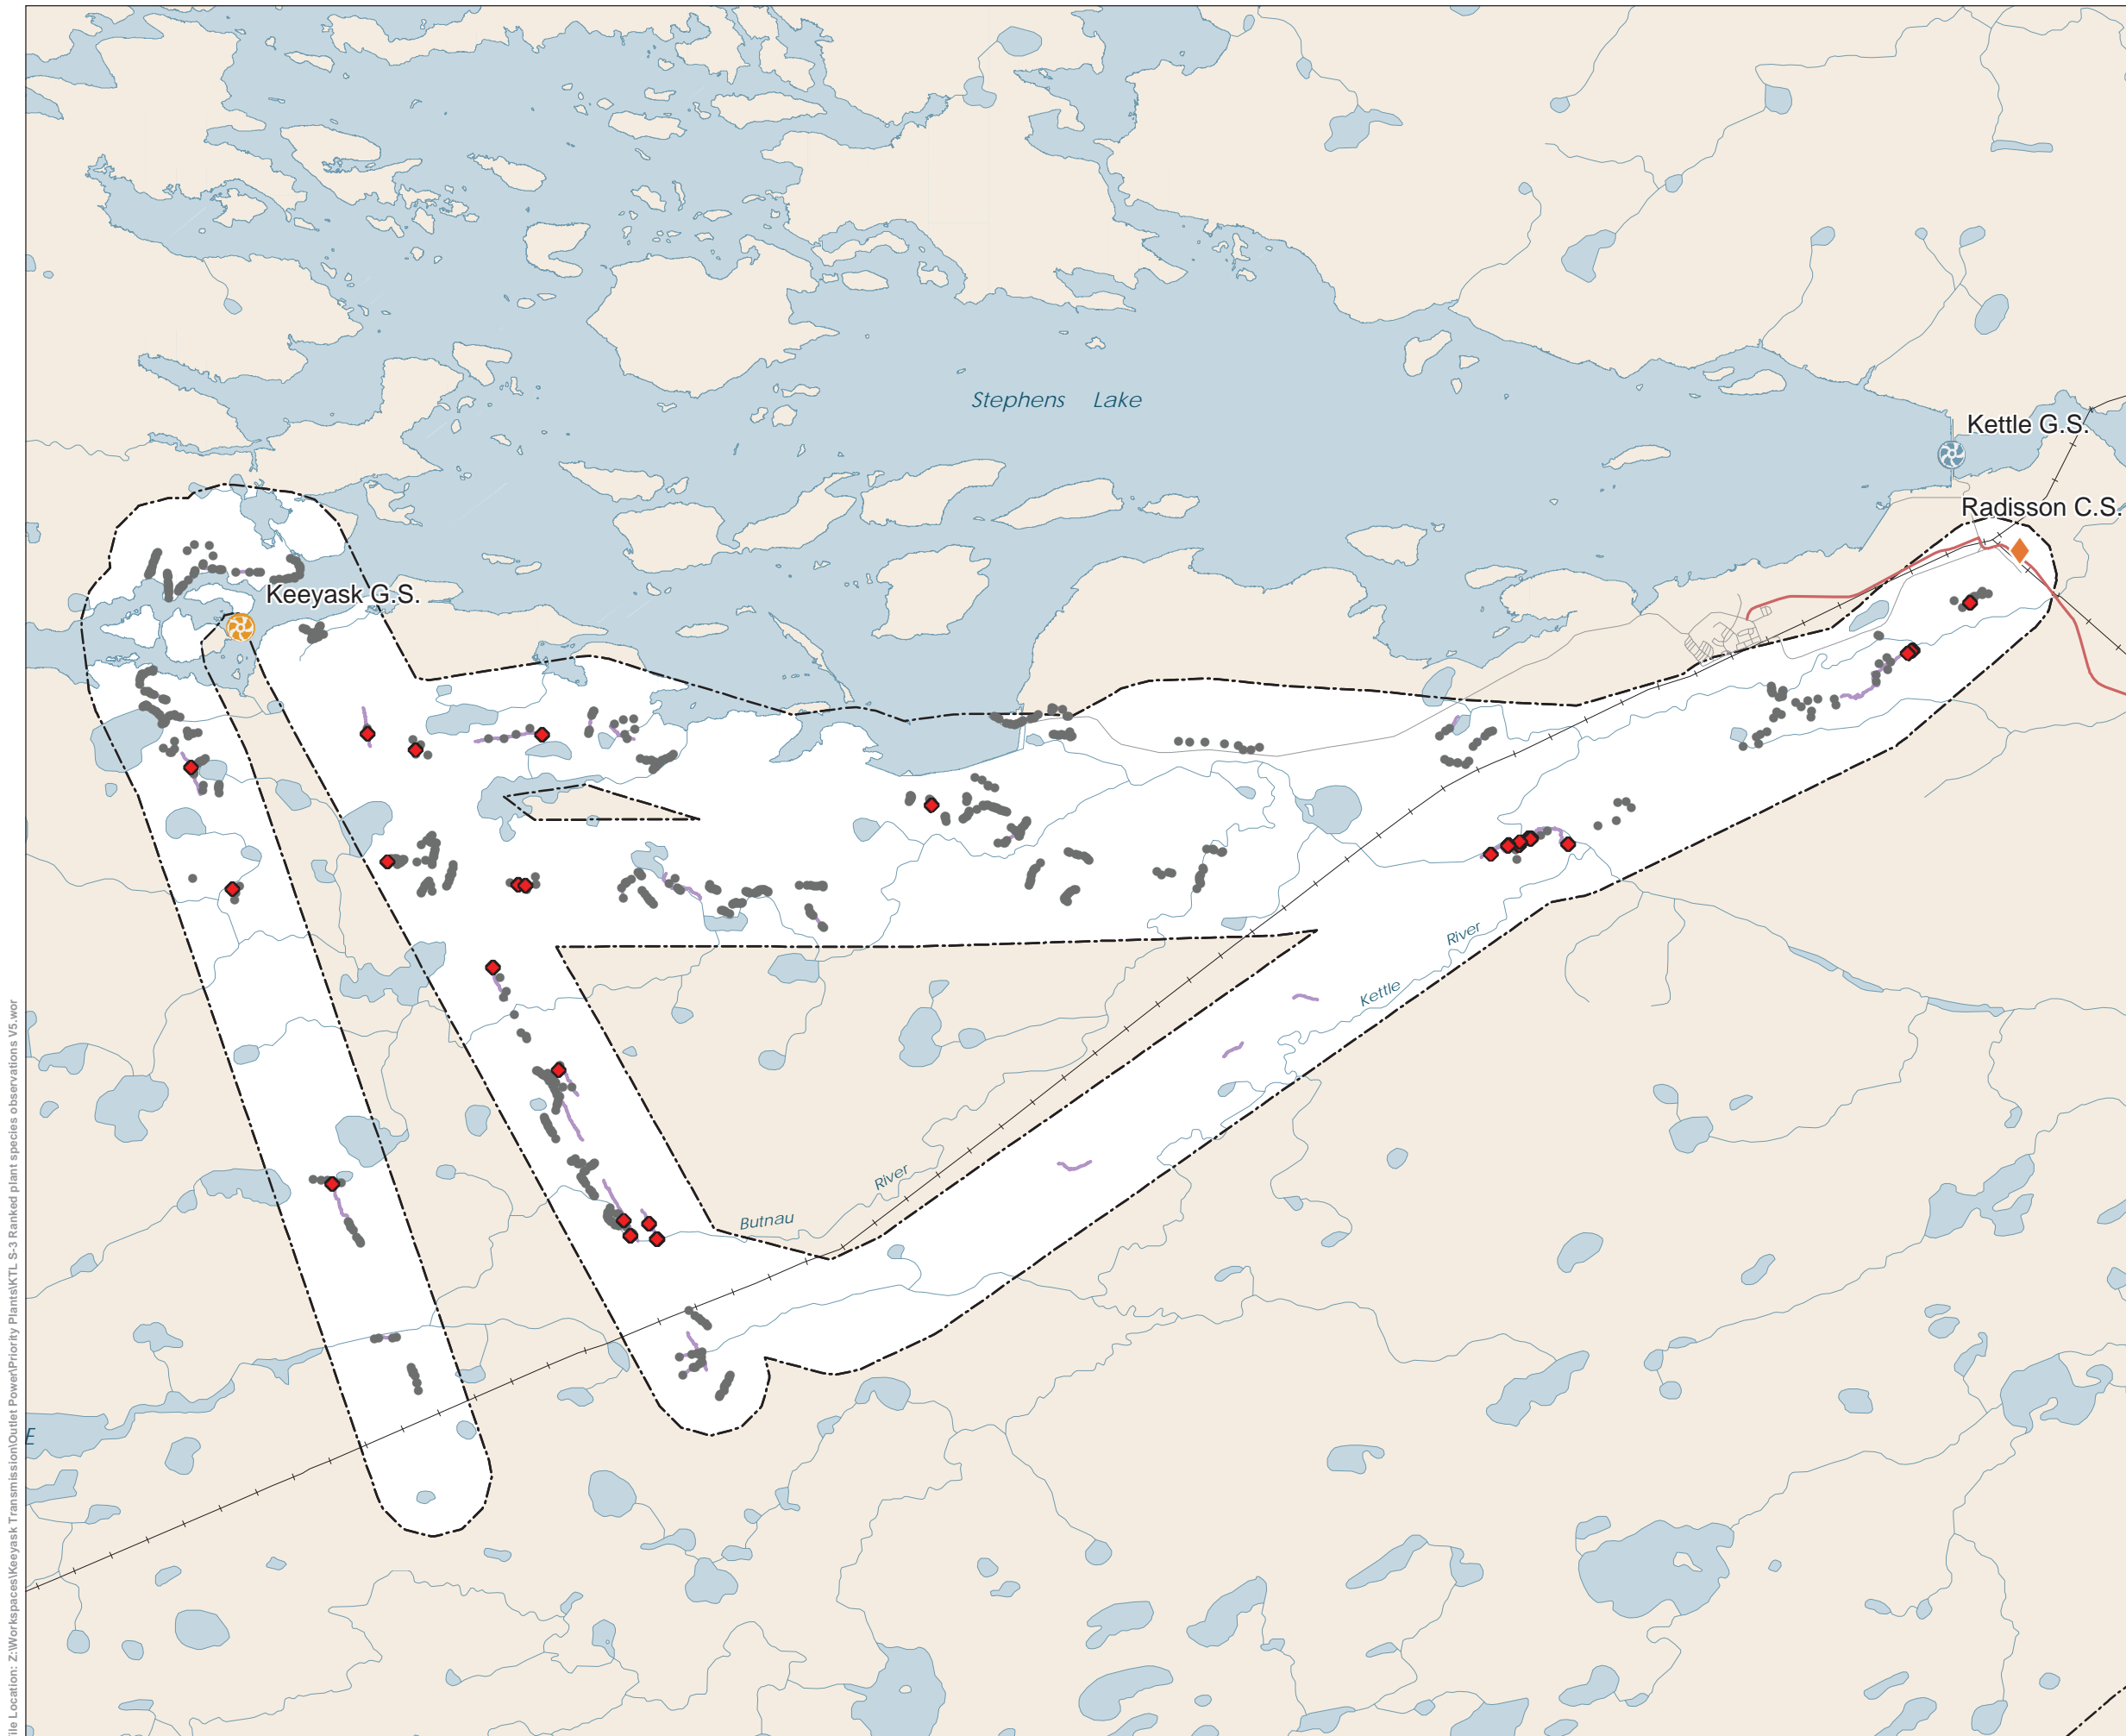 Stephens Lake
Kettle G.S.
Radisson C.S.
Keeyask G.S.
River
Kettle
River
Butnau
E
ile Location: Z:\Workspaces\Keeyask Transmission\Outlet Power\Priority Plants\KTL S-3 Ranked plant species observations V5.wor